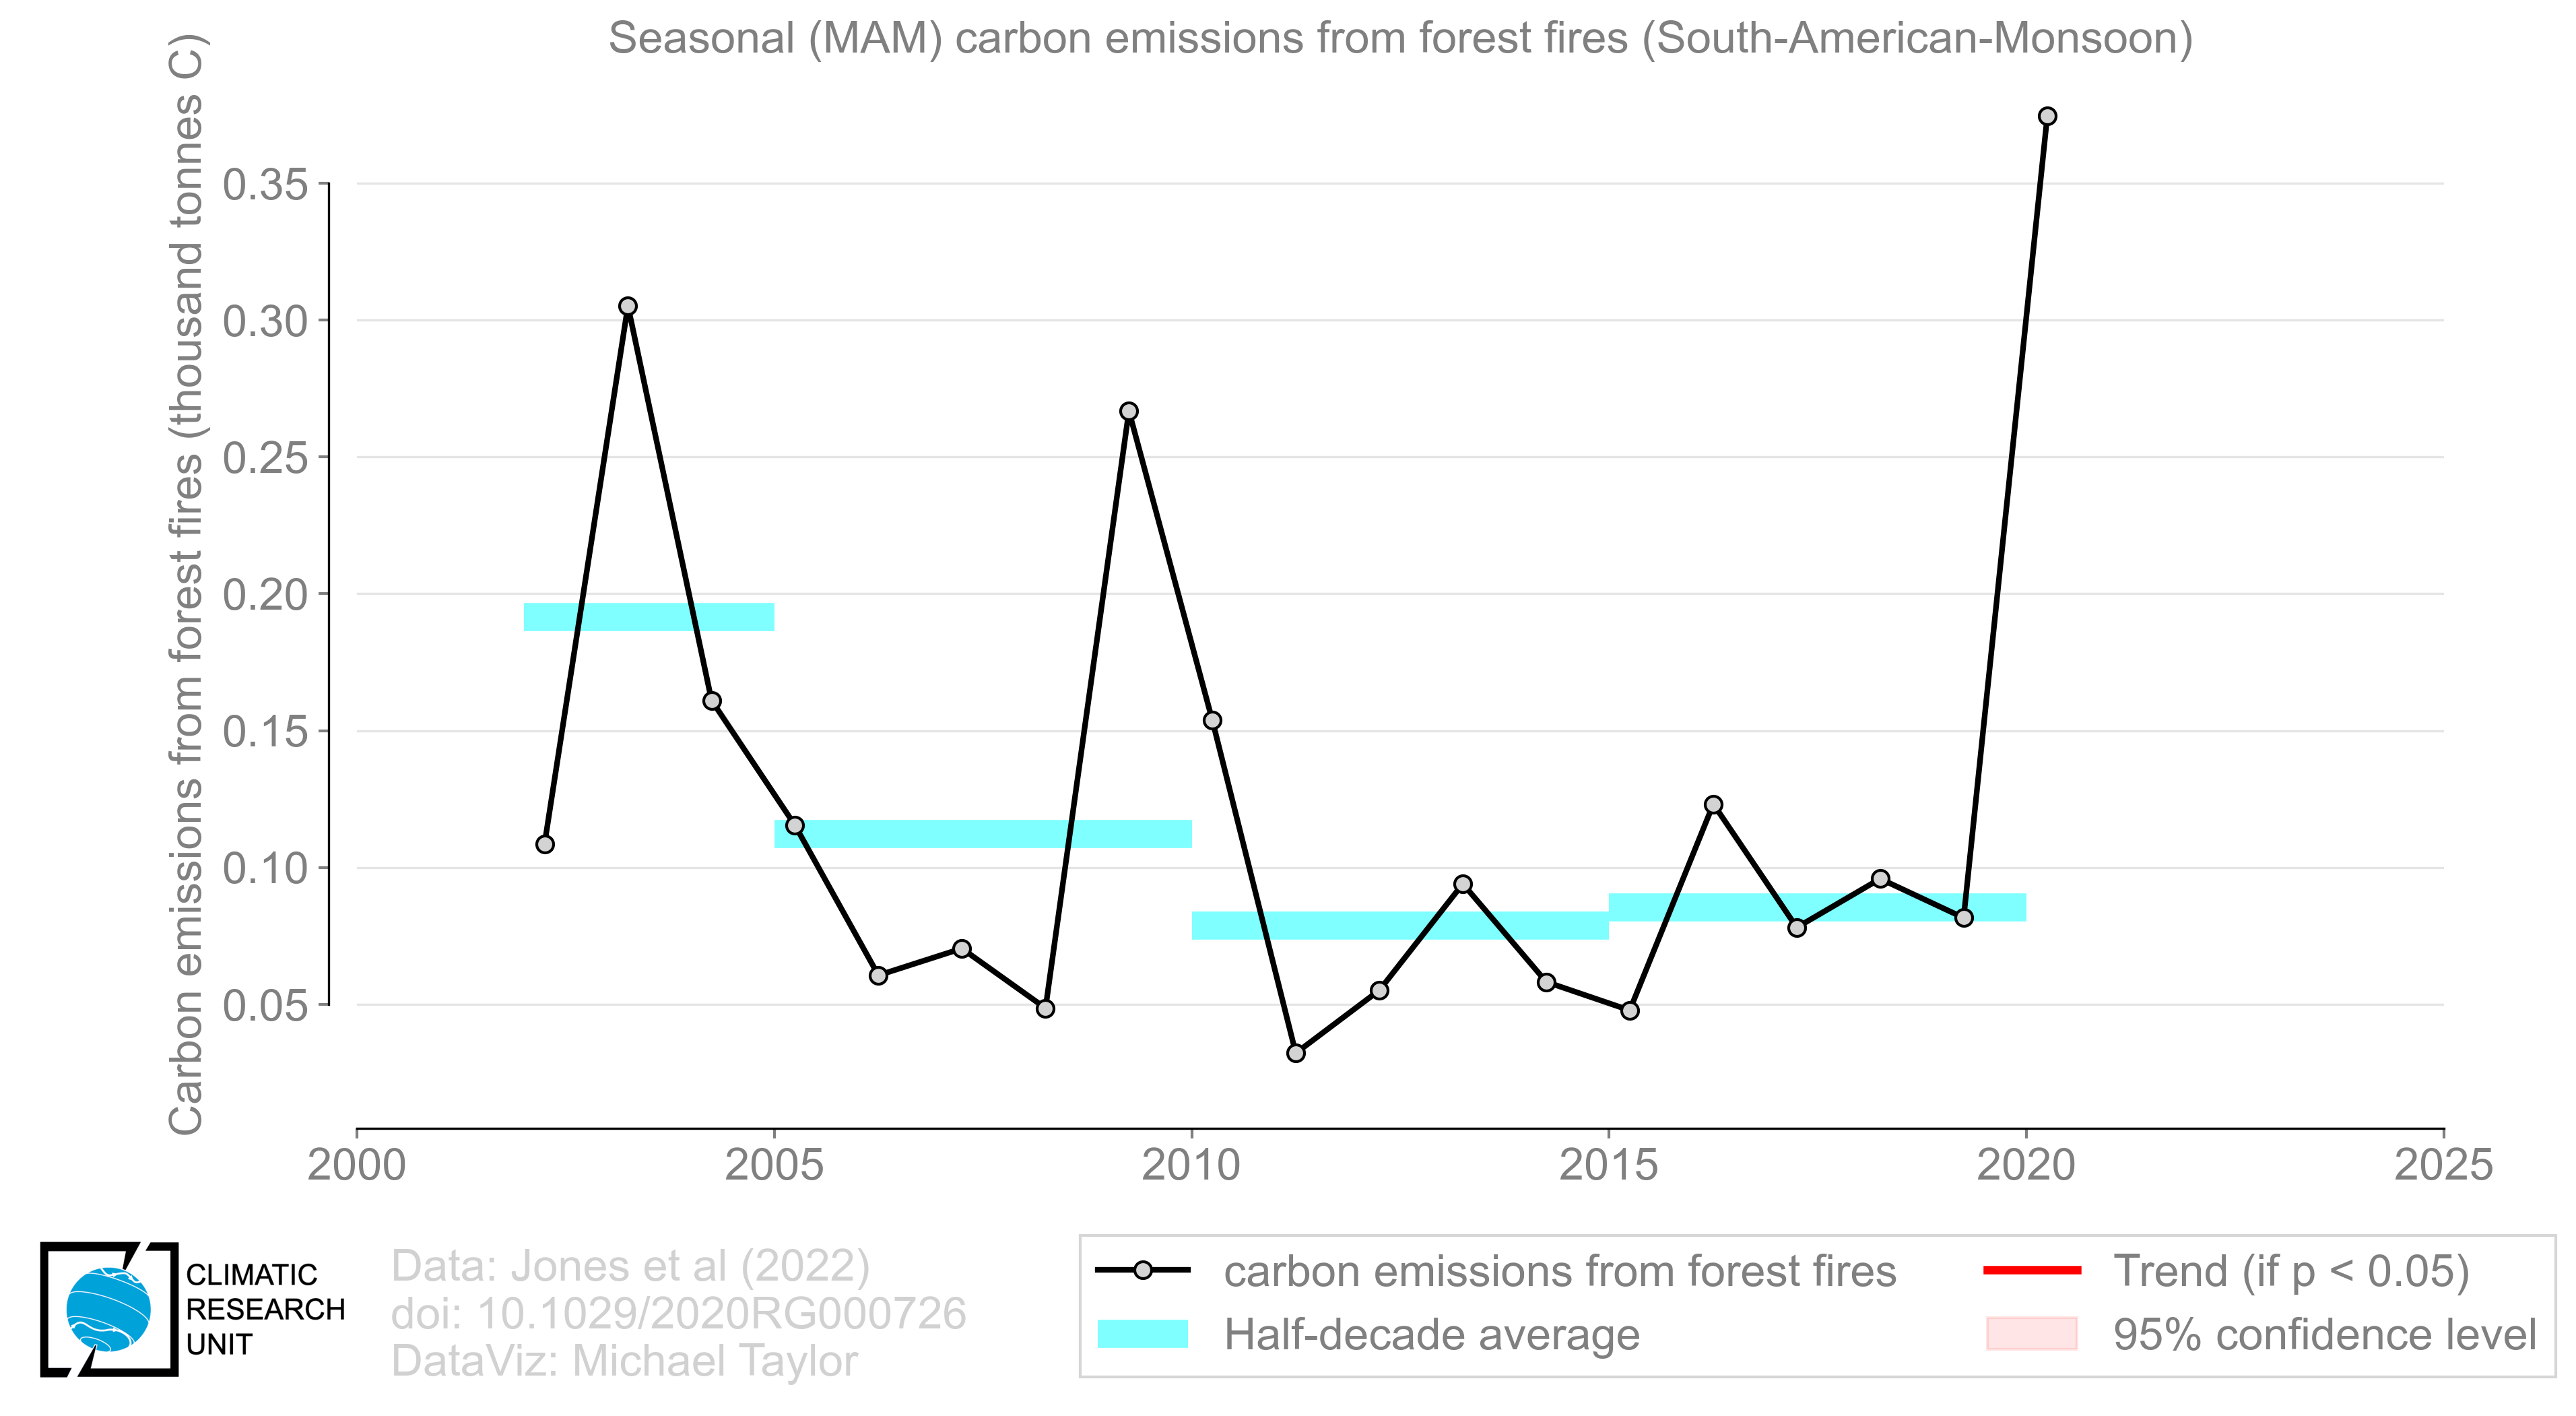 Seasonal (MAM) carbon emissions from forest fires (South-American-Monsoon)
Carbon emissions from forest fires (thousand tonnes C)
0.35
0.30
0.25
0.20
0.15
0.10
0.05
2000
2005
2010
2015
2020
2025
CLIMATIC
RESEARCH
UNIT
Data: Jones et al (2022)
doi: 10.1029/2020RG000726
DataViz: Michael Taylor
carbon emissions from forest fires
Half-decade average
Trend (if p < 0.05)
95% confidence level